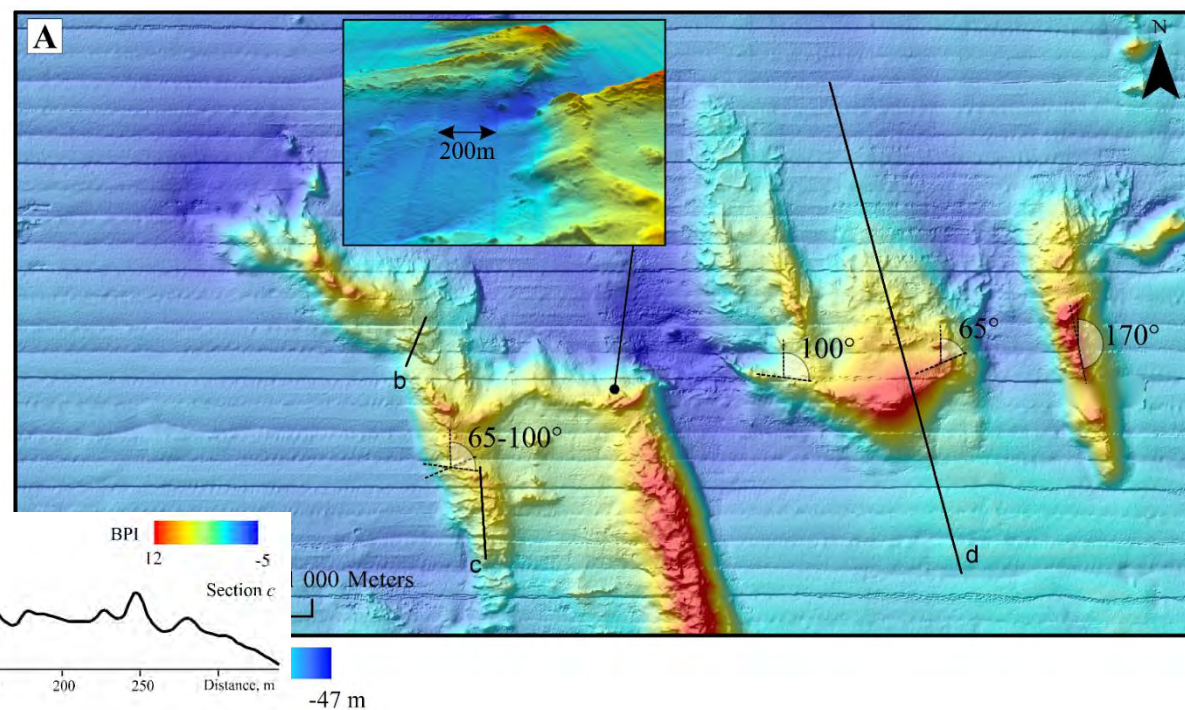 A
N
200m
100°
65°
170°
b
65-100°
c
d
BPI
12
-5
Section c
1 000 Meters
200
250
Distance, m
-47 m